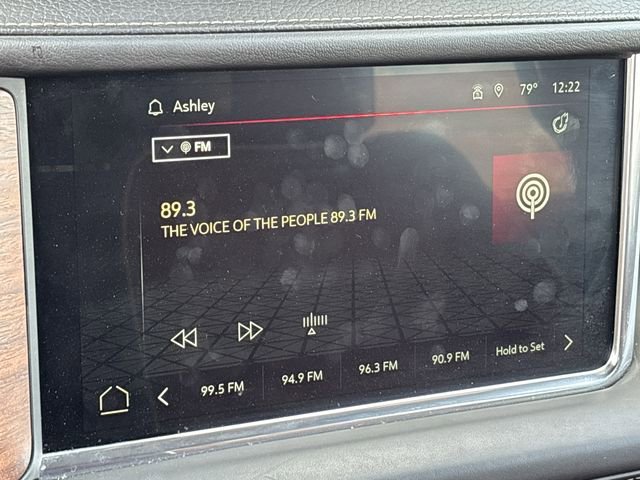 Ashley
79° 12:22
FM
89.3
THE VOICE OF THE PEOPLE 89.3 FM
99.5 FM 94.9 FM 96.3 FM 90.9 FM Hold to Set